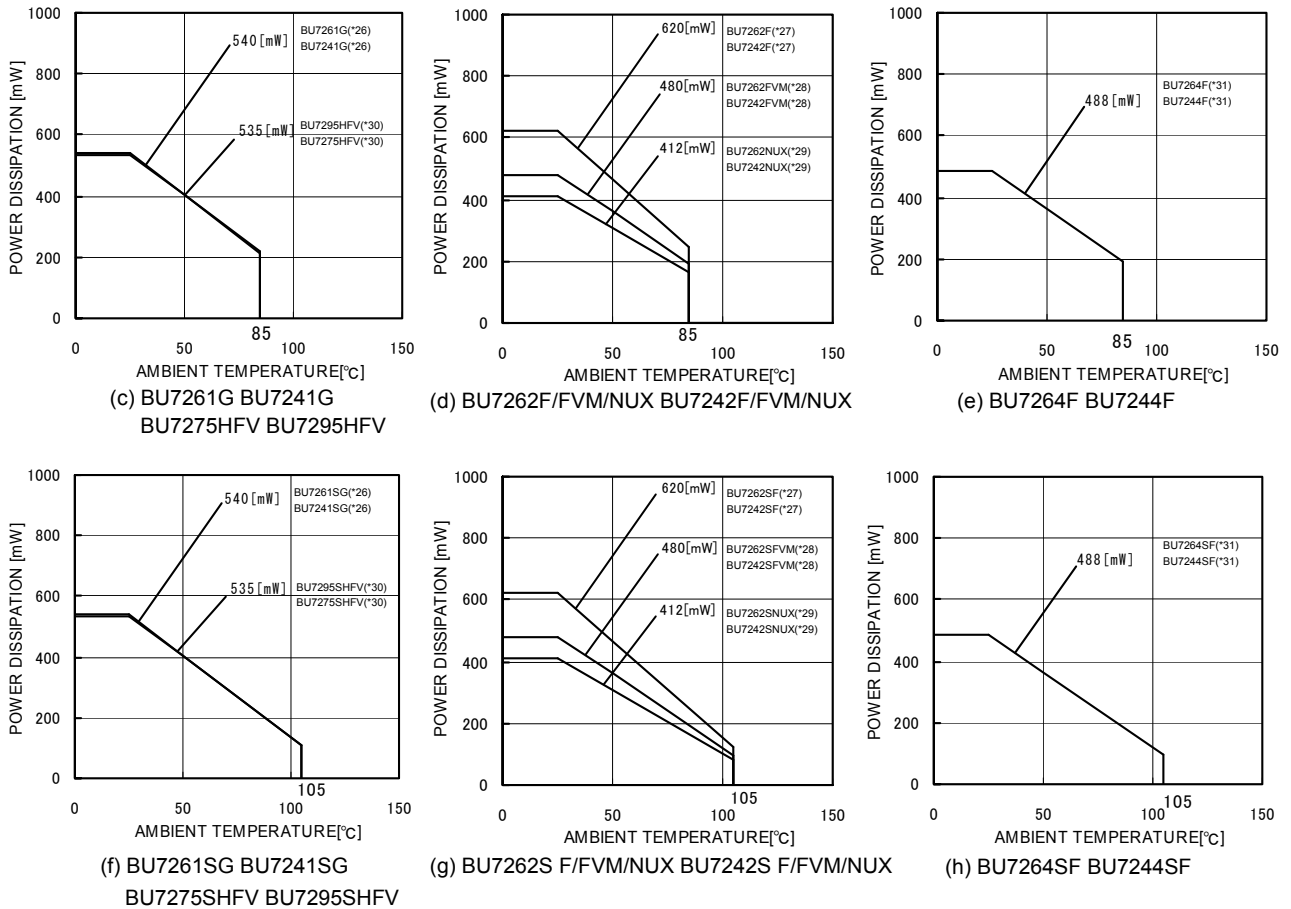 1000
800
600
400
200
0
POWER DISSIPATION [mW]
540[mW]
BU7261G(*26)
BU7241G(*26)
535[mW]
BU7295HFV(*30)
BU7275HFV(*30)
85
0 50 100 150
AMBIENT TEMPERATURE[℃]
(c) BU7261G BU7241G
BU7275HFV BU7295HFV
1000
800
600
400
200
0
POWER DISSIPATION [mW]
620[mW]
BU7262F(*27)
BU7242F(*27)
480[mW]
BU7262FVM(*28)
BU7242FVM(*28)
412[mW]
BU7262NUX(*29)
BU7242NUX(*29)
85
0 50 100 150
AMBIENT TEMPERATURE[℃]
(d) BU7262F/FVM/NUX BU7242F/FVM/NUX
1000
800
600
400
200
0
POWER DISSIPATION [mW]
488[mW]
BU7264F(*31)
BU7244F(*31)
85
0 50 100 150
AMBIENT TEMPERATURE[℃]
(e) BU7264F BU7244F
1000
800
600
400
200
0
POWER DISSIPATION [mW]
540[mW]
BU7261SG(*26)
BU7241SG(*26)
535[mW]
BU7295SHFV(*30)
BU7275SHFV(*30)
105
0 50 100 150
AMBIENT TEMPERATURE[℃]
(f) BU7261SG BU7241SG
BU7275SHFV BU7295SHFV
1000
800
600
400
200
0
POWER DISSIPATION [mW]
620[mW]
BU7262SF(*27)
BU7242SF(*27)
480[mW]
BU7262SFVM(*28)
BU7242SFVM(*28)
412[mW]
BU7262SNUX(*29)
BU7242SNUX(*29)
105
0 50 100 150
AMBIENT TEMPERATURE[℃]
(g) BU7262S F/FVM/NUX BU7242S F/FVM/NUX
1000
800
600
400
200
0
POWER DISSIPATION [mW]
488[mW]
BU7264SF(*31)
BU7244SF(*31)
105
0 50 100 150
AMBIENT TEMPERATURE[℃]
(h) BU7264SF BU7244SF